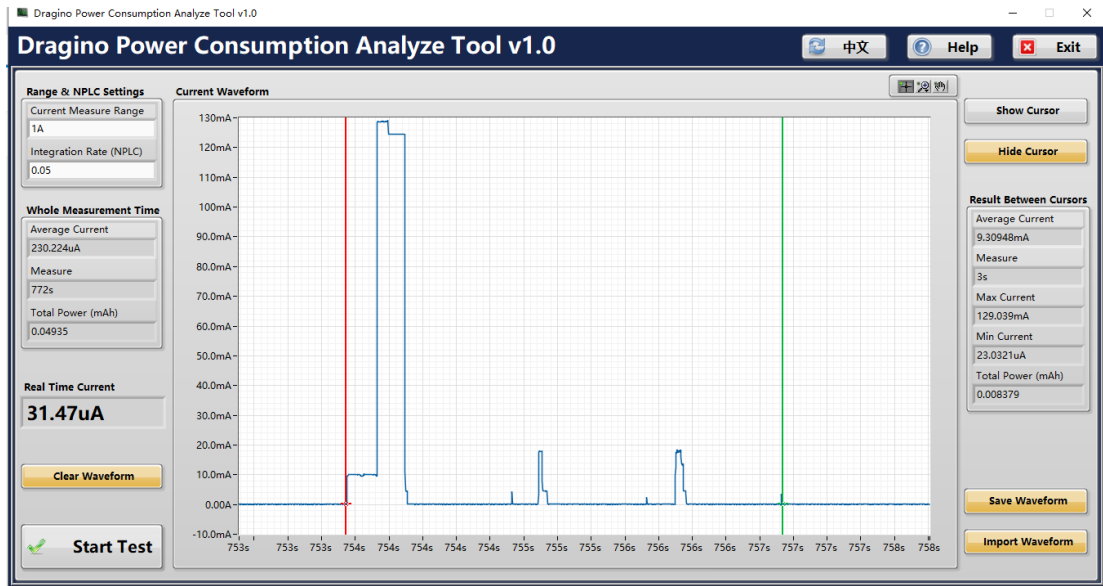 Dragino Power Consumption Analyze Tool v1.0
Dragino Power Consumption Analyze Tool v1.0
中文
Help
Exit
Range & NPLC Settings
Current Measure Range
1A
Integration Rate (NPLC)
0.05
Whole Measurement Time
Average Current
230.224uA
Measure
772s
Total Power (mAh)
0.04935
Real Time Current
31.47uA
Clear Waveform
Start Test
Current Waveform
130mA
120mA
110mA
100mA
90.0mA
80.0mA
70.0mA
60.0mA
50.0mA
40.0mA
30.0mA
20.0mA
10.0mA
0.00A
-10.0mA
753s 753s 753s 754s 754s 754s 754s 754s 755s 755s 755s 756s 756s 756s 756s 757s 757s 757s 757s 758s 758s
Show Cursor
Hide Cursor
Result Between Cursors
Average Current
9.30948mA
Measure
3s
Max Current
129.039mA
Min Current
23.0321uA
Total Power (mAh)
0.008379
Save Waveform
Import Waveform